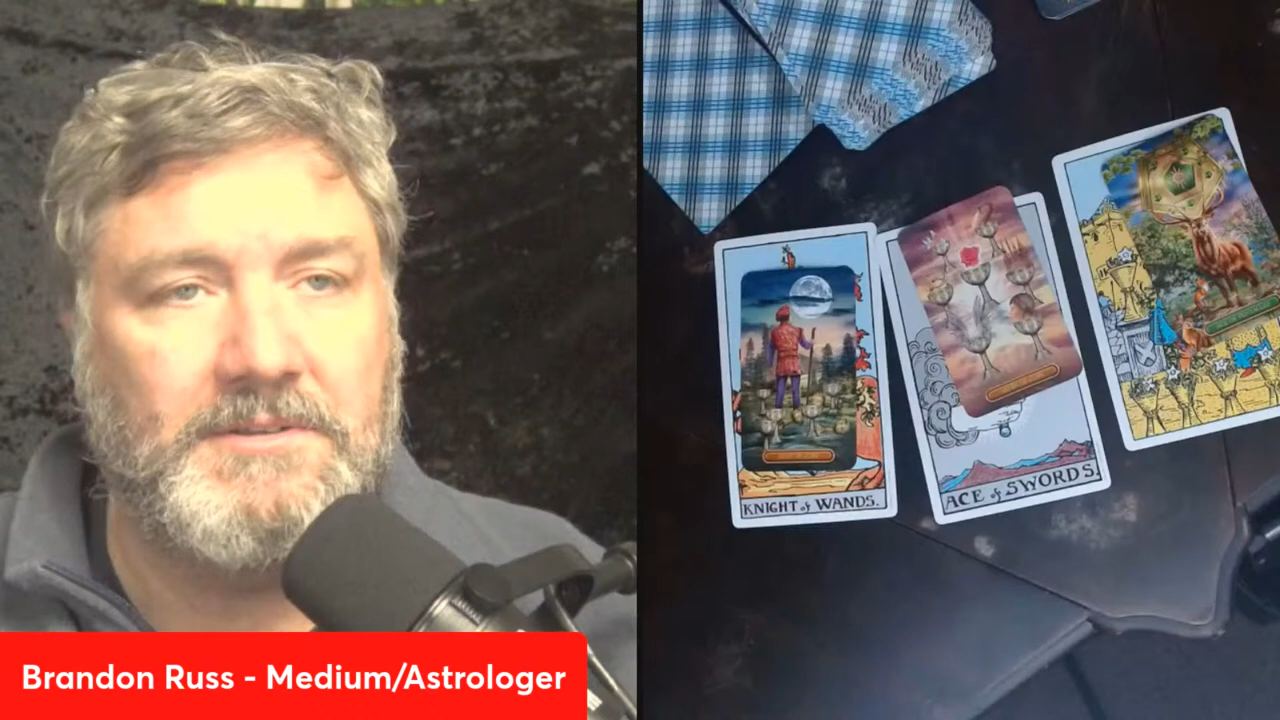 Brandon Russ - Medium/Astrologer
KNIGHT of WANDS.
ACE of SWORDS.